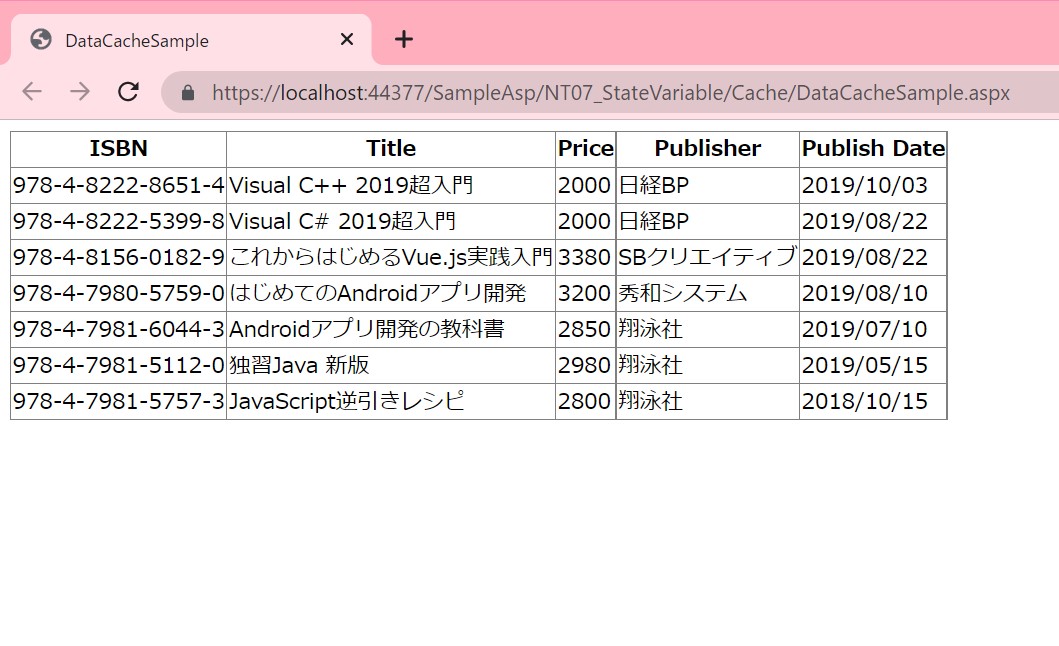 DataCacheSample
https://localhost:44377/SampleAsp/NT07_StateVariable/Cache/DataCacheSample.aspx
ISBN Title Price Publisher Publish Date
978-4-8222-8651-4 Visual C++ 2019超入門 2000 日経BP 2019/10/03
978-4-8222-5399-8 Visual C# 2019超入門 2000 日経BP 2019/08/22
978-4-8156-0182-9 これからはじめるVue.js実践入門 3380 SBクリエイティブ 2019/08/22
978-4-7980-5759-0 はじめてのAndroidアプリ開発 3200 秀和システム 2019/08/10
978-4-7981-6044-3 Androidアプリ開発の教科書 2850 翔泳社 2019/07/10
978-4-7981-5112-0 独習Java 新版 2980 翔泳社 2019/05/15
978-4-7981-5757-3 JavaScript逆引きレシピ 2800 翔泳社 2018/10/15